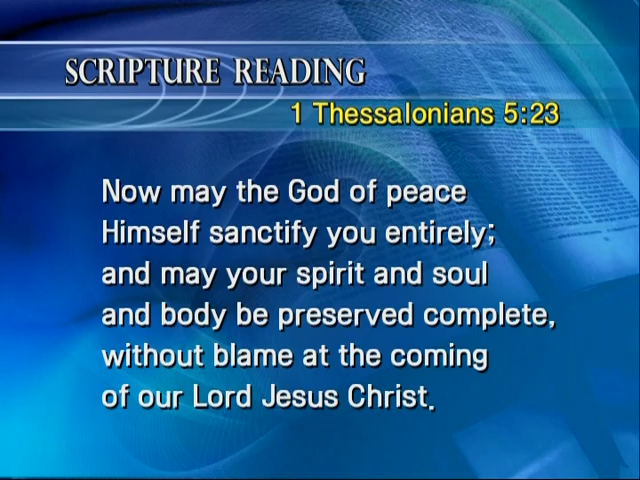 SCRIPTURE READING
1 Thessalonians 5:23
Now may the God of peace
Himself sanctify you entirely;
and may your spirit and soul
and body be preserved complete,
without blame at the coming
of our Lord Jesus Christ.